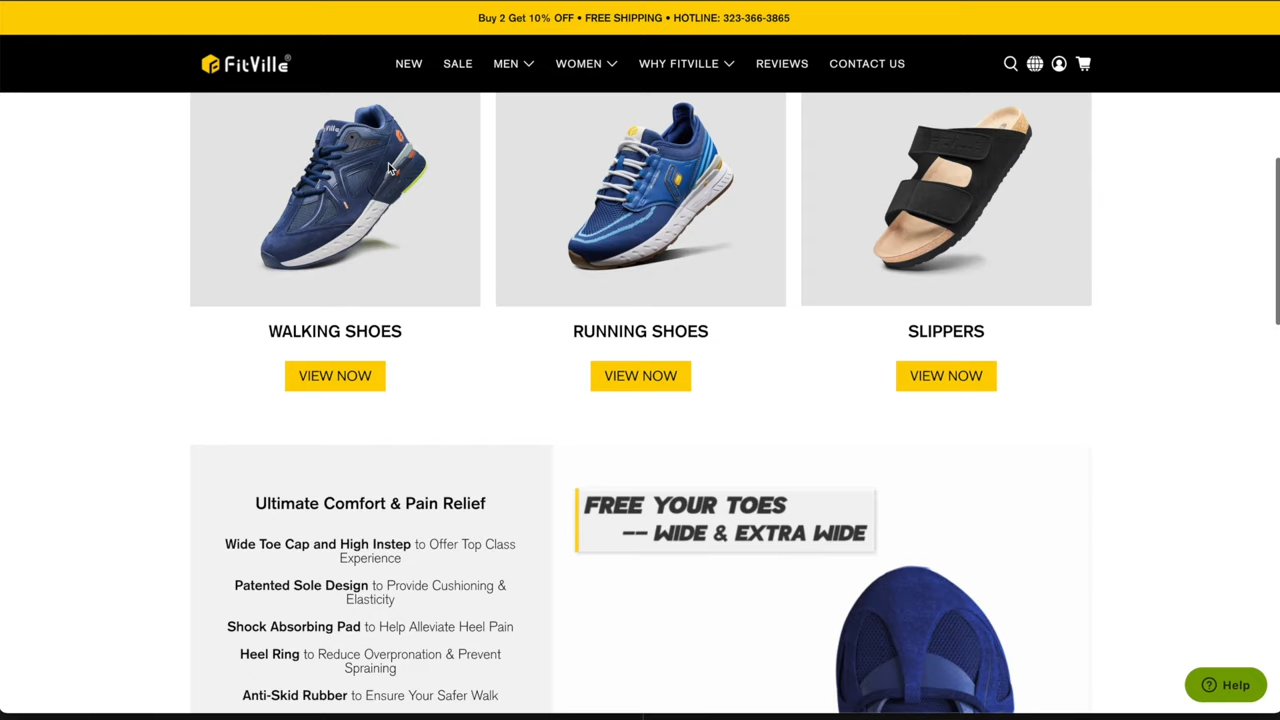 Buy 2 Get 10% OFF • FREE SHIPPING • HOTLINE: 323-366-3865
FitVille® NEW SALE MEN WOMEN WHY FITVILLE REVIEWS CONTACT US
WALKING SHOES RUNNING SHOES SLIPPERS
VIEW NOW VIEW NOW VIEW NOW
Ultimate Comfort & Pain Relief
Wide Toe Cap and High Instep to Offer Top Class
Experience
Patented Sole Design to Provide Cushioning &
Elasticity
Shock Absorbing Pad to Help Alleviate Heel Pain
Heel Ring to Reduce Overpronation & Prevent
Spraining
Anti-Skid Rubber to Ensure Your Safer Walk
FREE YOUR TOES
-- WIDE & EXTRA WIDE
Help